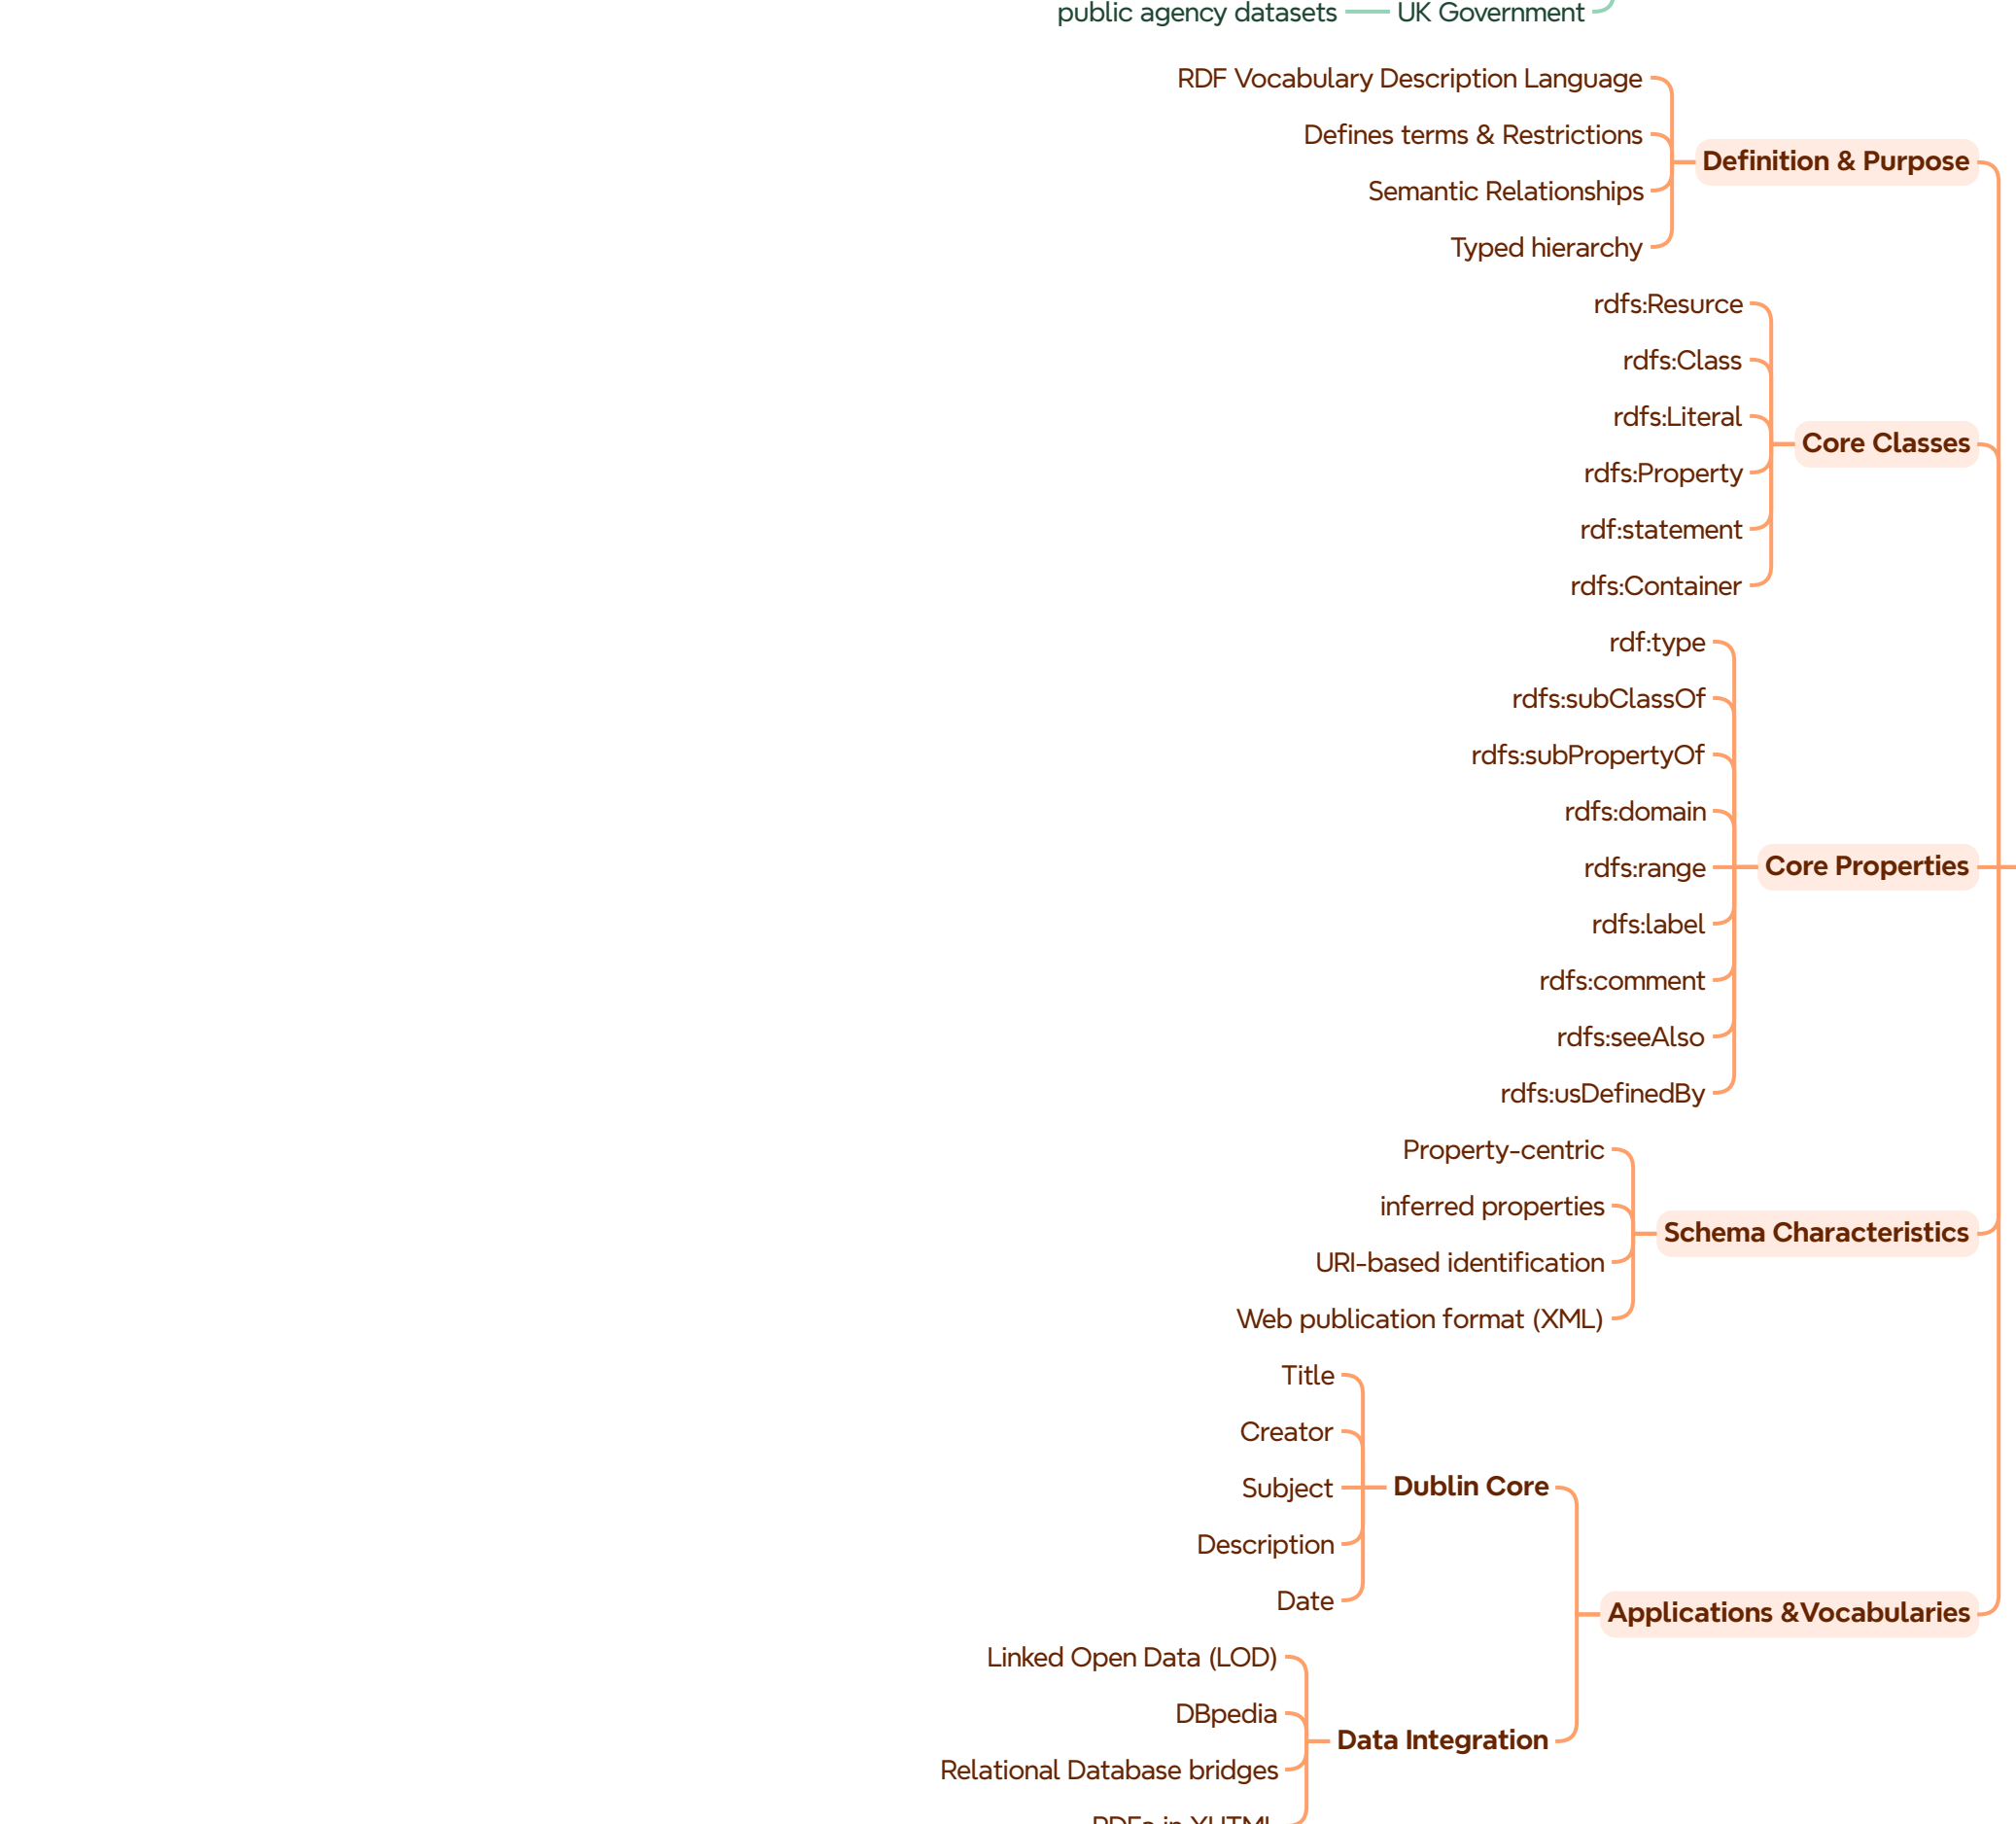 public agency datasets
UK Government
RDF Vocabulary Description Language
Defines terms & Restrictions
Semantic Relationships
Typed hierarchy
Definition & Purpose
rdfs:Resurce
rdfs:Class
rdfs:Literal
rdfs:Property
rdf:statement
rdfs:Container
Core Classes
rdf:type
rdfs:subClassOf
rdfs:subPropertyOf
rdfs:domain
rdfs:range
rdfs:label
rdfs:comment
rdfs:seeAlso
rdfs:usDefinedBy
Core Properties
Property-centric
inferred properties
URI-based identification
Web publication format (XML)
Schema Characteristics
Title
Creator
Subject
Description
Date
Dublin Core
Linked Open Data (LOD)
DBpedia
Relational Database bridges
RDFa in XHTML
Data Integration
Applications &Vocabularies